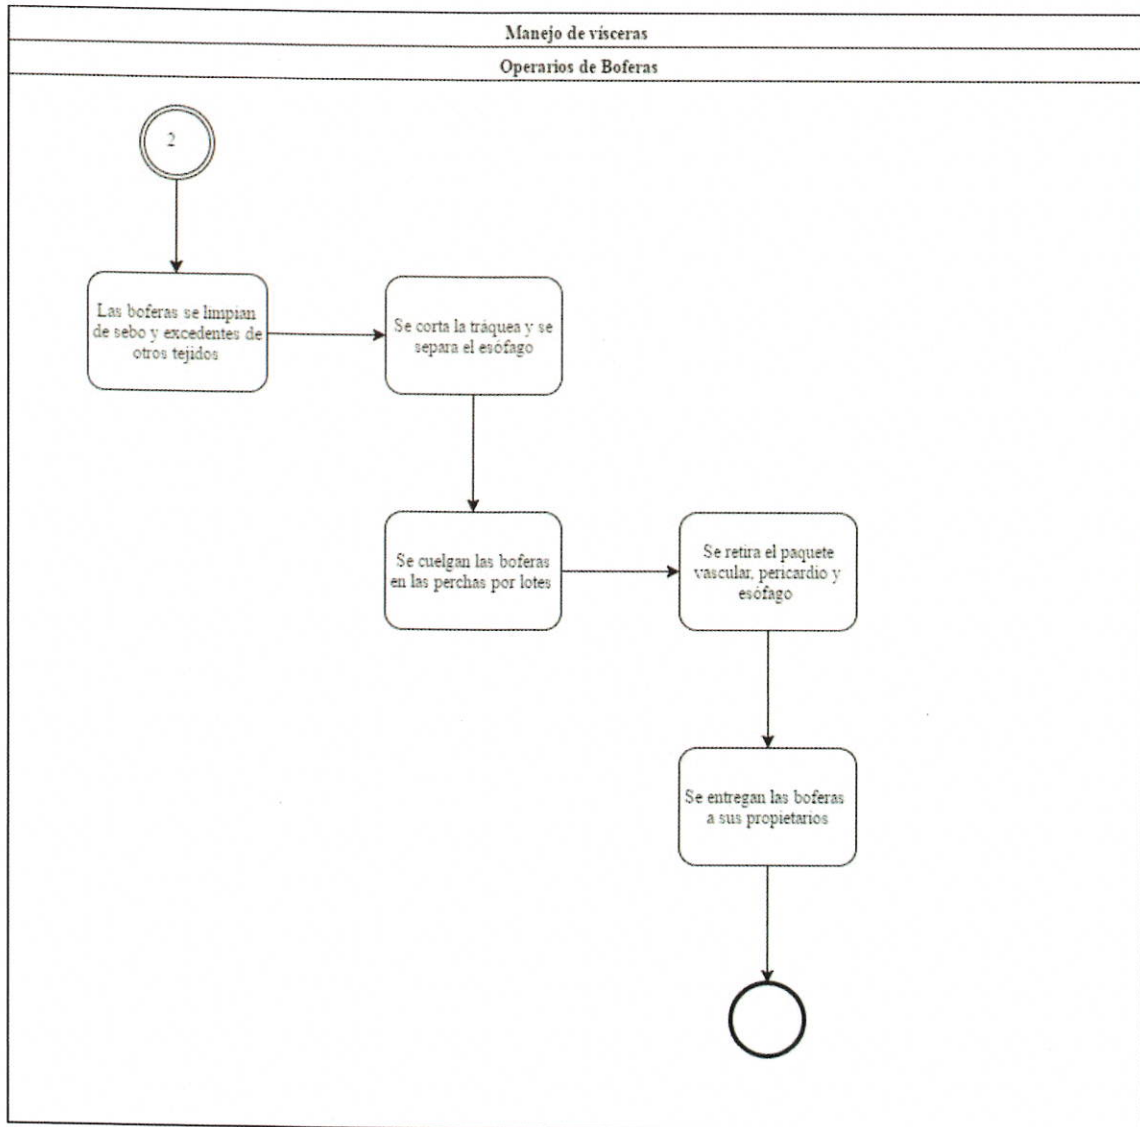 Manejo de vísceras
Operarios de Boferas
2
Las boferas se limpian
de sebo y excedentes de
otros tejidos
Se corta la tráquea y se
separa el esófago
Se cuelgan las boferas
en las perchas por lotes
Se retira el paquete
vascular, pericardio y
esófago
Se entregan las boferas
a sus propietarios